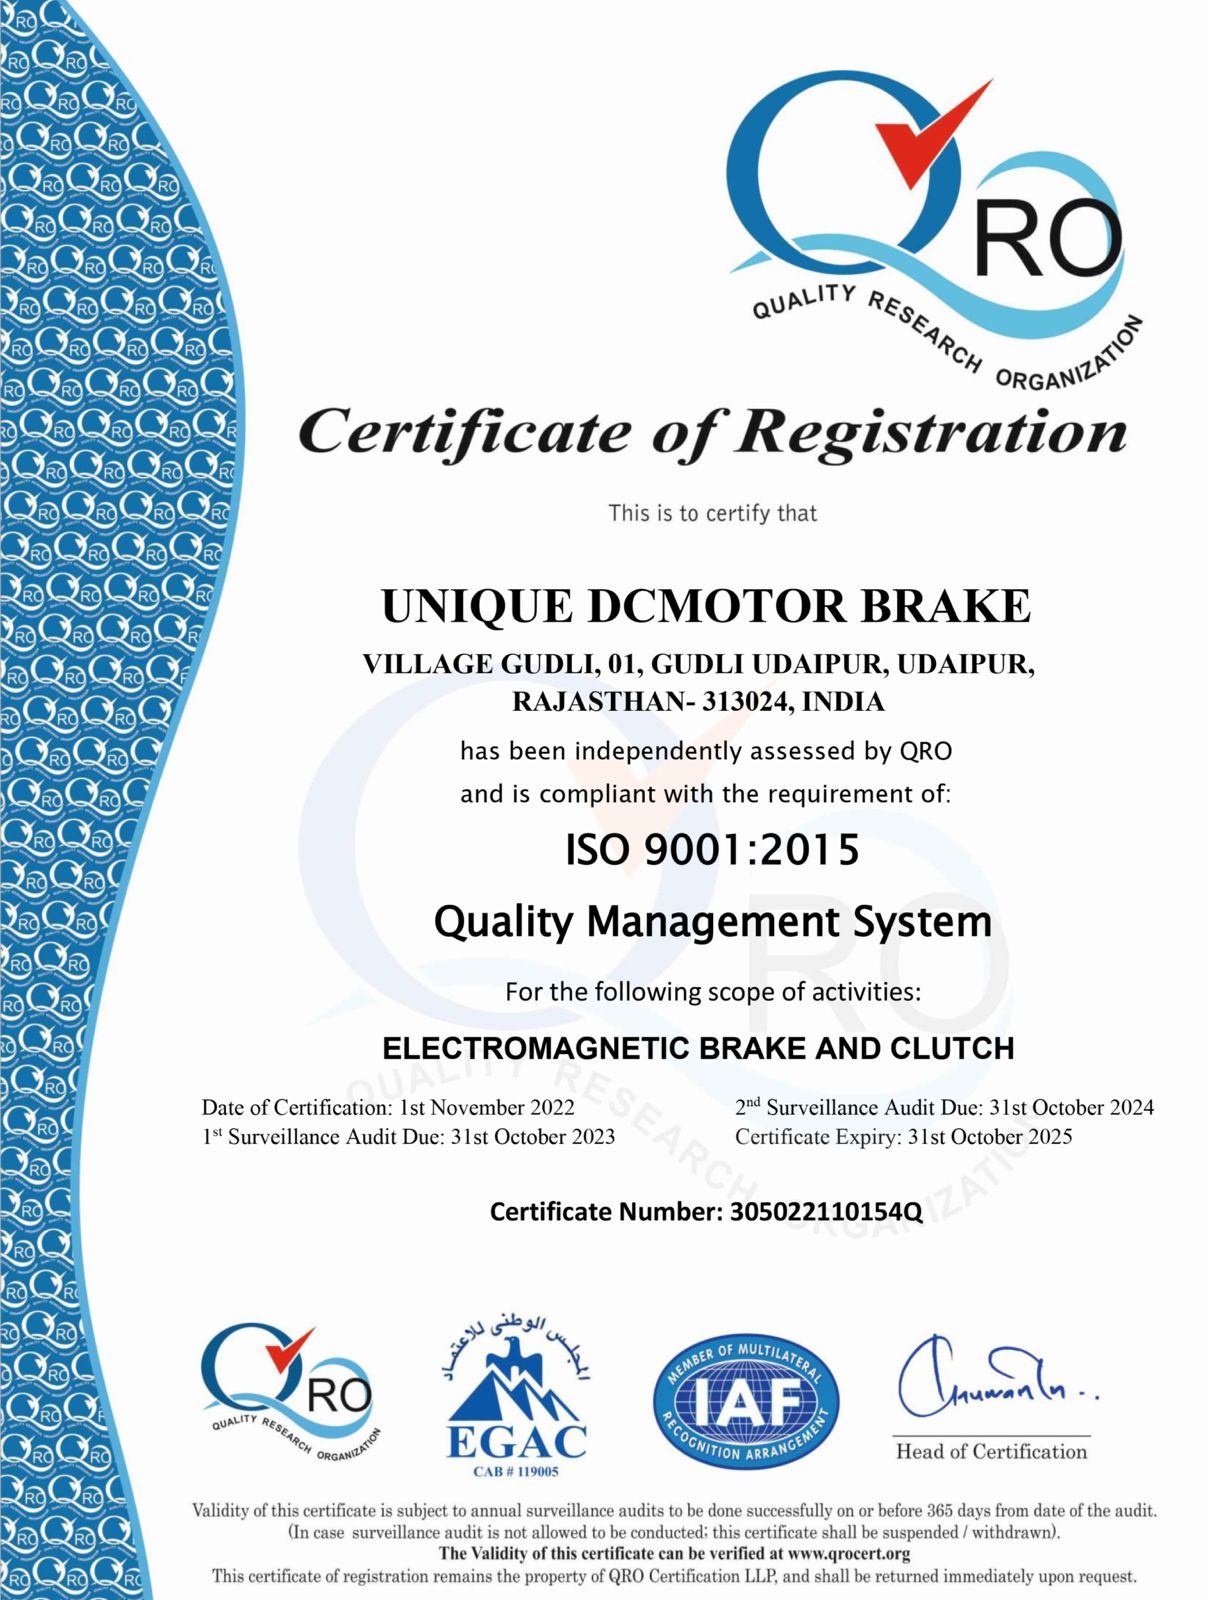 QRO
QUALITY RESEARCH ORGANIZATION
Certificate of Registration
This is to certify that
UNIQUE DCMOTOR BRAKE
VILLAGE GUDLI, 01, GUDLI UDAIPUR, UDAIPUR,
RAJASTHAN- 313024, INDIA
has been independently assessed by QRO
and is compliant with the requirement of:
ISO 9001:2015
Quality Management System
For the following scope of activities:
ELECTROMAGNETIC BRAKE AND CLUTCH
Date of Certification: 1st November 2022
1st Surveillance Audit Due: 31st October 2023
2nd Surveillance Audit Due: 31st October 2024
Certificate Expiry: 31st October 2025
Certificate Number: 305022110154Q
QRO
QUALITY RESEARCH ORGANIZATION
المجلس الوطنى للاعتماد
EGAC
CAB # 119005
MEMBER OF MULTILATERAL
IAF
RECOGNITION ARRANGEMENT
Head of Certification
Validity of this certificate is subject to annual surveillance audits to be done successfully on or before 365 days from date of the audit.
(In case surveillance audit is not allowed to be conducted; this certificate shall be suspended / withdrawn).
The Validity of this certificate can be verified at www.qrocert.org
This certificate of registration remains the property of QRO Certification LLP, and shall be returned immediately upon request.